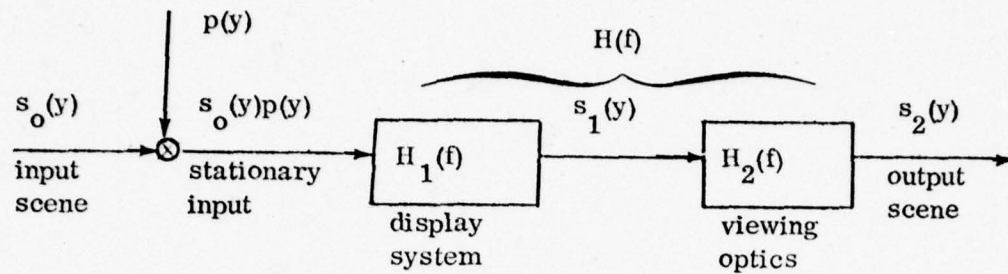 p(y)
H(f)
s_o(y)
s_o(y)p(y)
s_1(y)
s_2(y)
H_1(f)
H_2(f)
input
scene
stationary
input
output
scene
display
system
viewing
optics